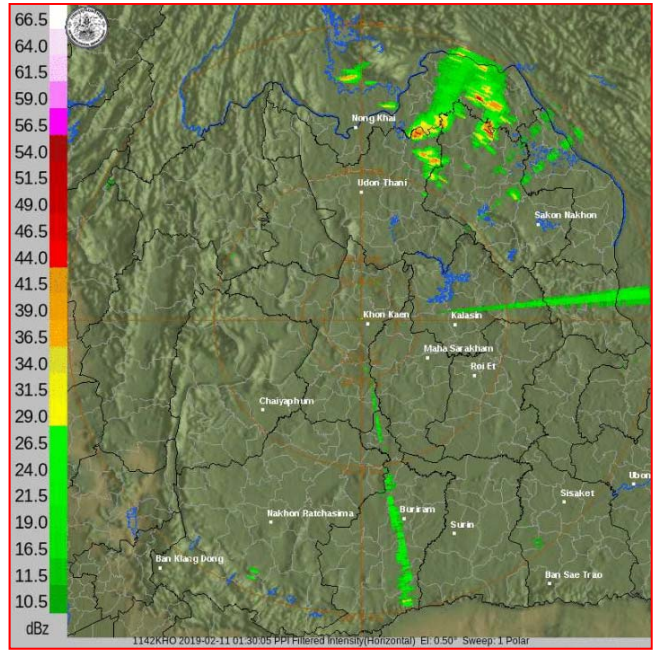 66.5
64.0
61.5
59.0
56.5
54.0
51.5
49.0
46.5
44.0
41.5
39.0
36.5
34.0
31.5
29.0
26.5
24.0
21.5
19.0
16.5
11.5
10.5
dBz
Nong Khai
Udon Thani
Sakon Nakhon
Khon Kaen
Kalasin
Maha Sarakham
Roi Et
Chaiyaphum
Ubon
Sisaket
Nakhon Ratchasima
Buriram
Surin
Ban Klang Dong
Ban Sae Trao
1142KHO 2019-02-11 01:30:05 PPI Filtered Intensity(Horizontal) El: 0.50° Sweep: 1 Polar